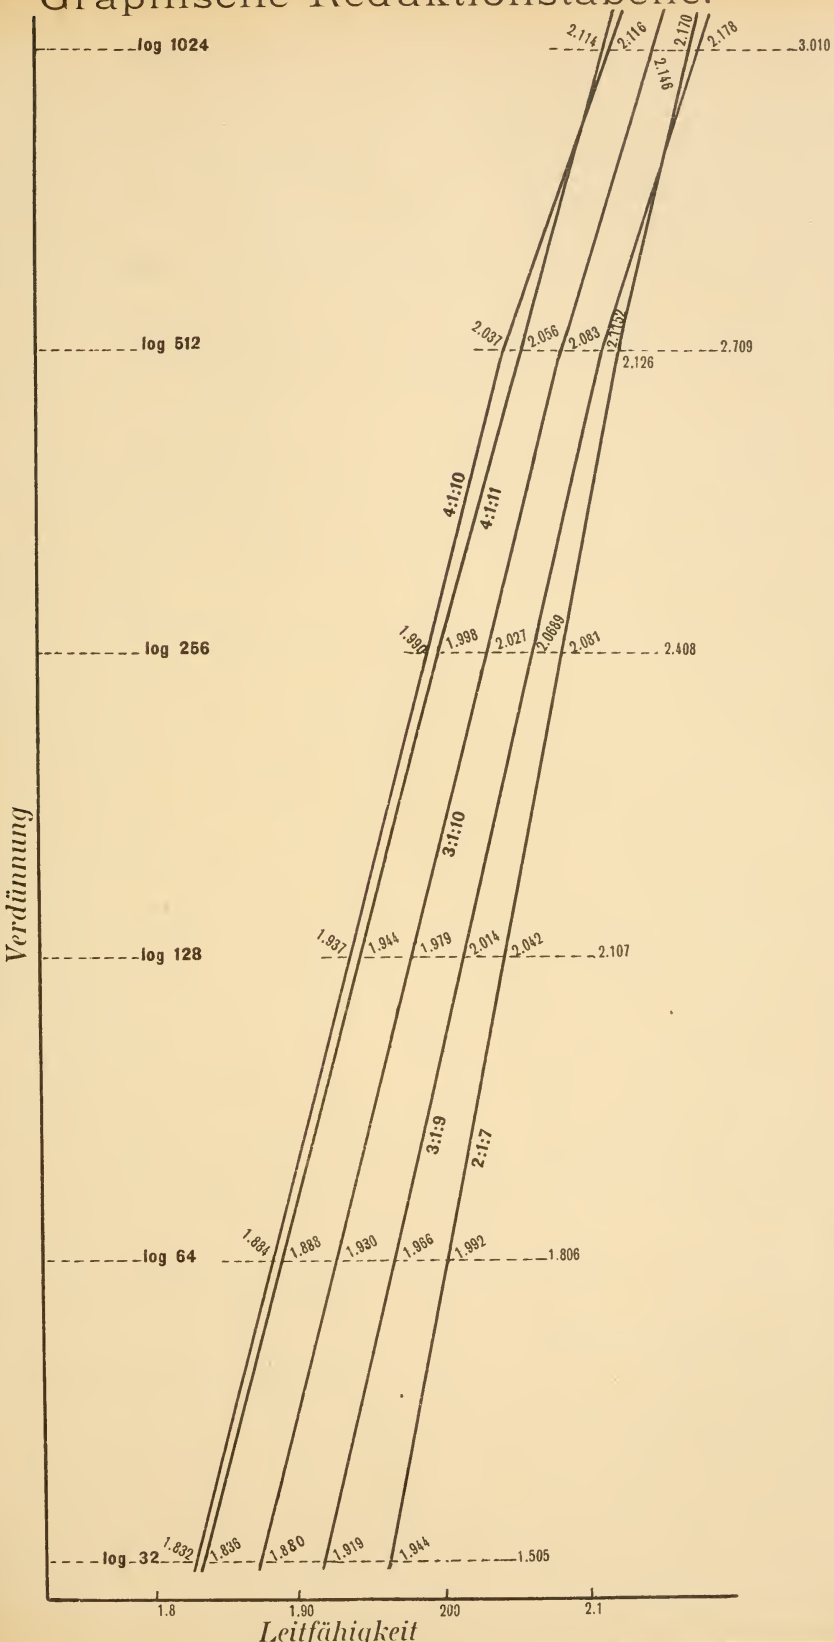 Graphische Reduktionstabelle.
log 1024 2.114 2.116 2.146 2.170 2.178 3.010
log 512 2.037 2.056 2.083 2.1152 2.126 2.709
4:1:10 4:1:11
log 256 1.990 1.998 2.027 2.0689 2.081 2.408
3:1:10
Verdünnung
log 128 1.937 1.944 1.979 2.014 2.042 2.107
3:1:9 2:1:7
log 64 1.884 1.888 1.930 1.966 1.992 1.806
log 32 1.832 1.836 1.880 1.919 1.944 1.505
1.8 1.90 200 2.1
Leitfähigkeit